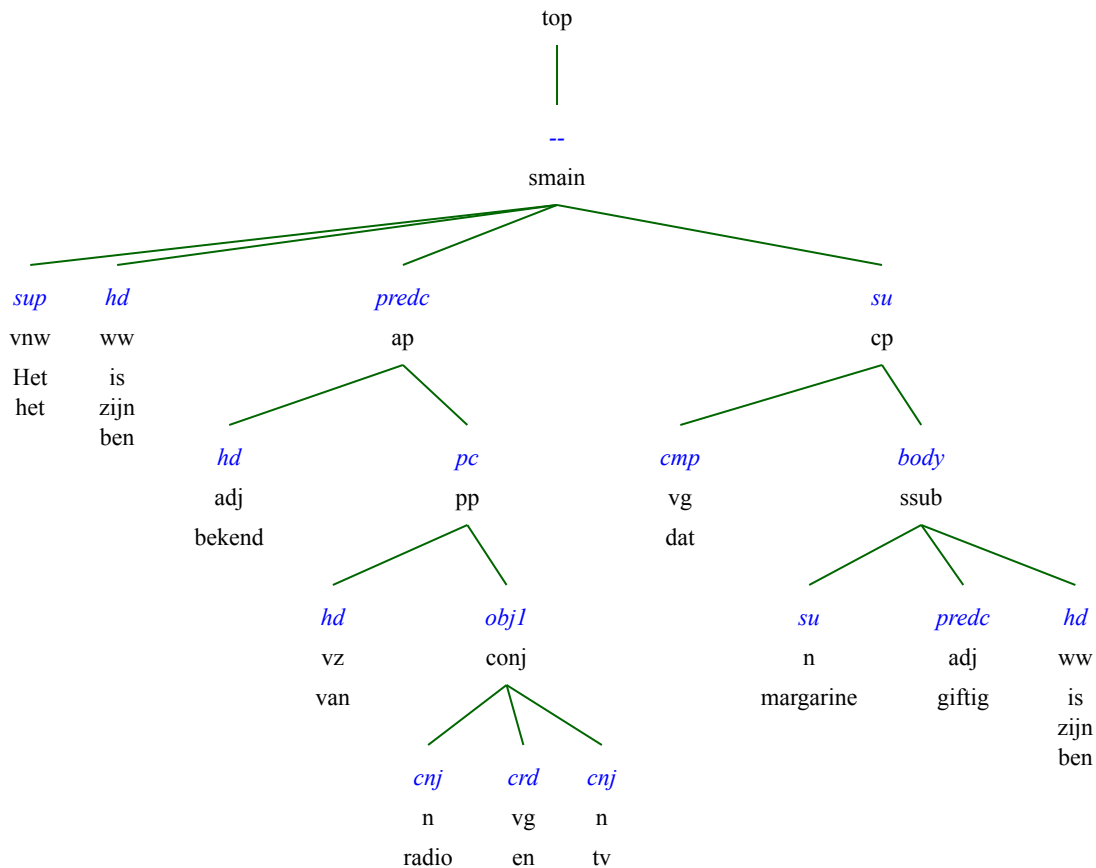 top
--
smain
sup hd predc su
vnw ww ap cp
Het is
het zijn
ben
hd pc cmp body
adj pp vg ssub
bekend dat
hd obj1 su predc hd
vz conj n adj ww
van margarine giftig is
zijn
ben
cnj crd cnj
n vg n
radio en tv